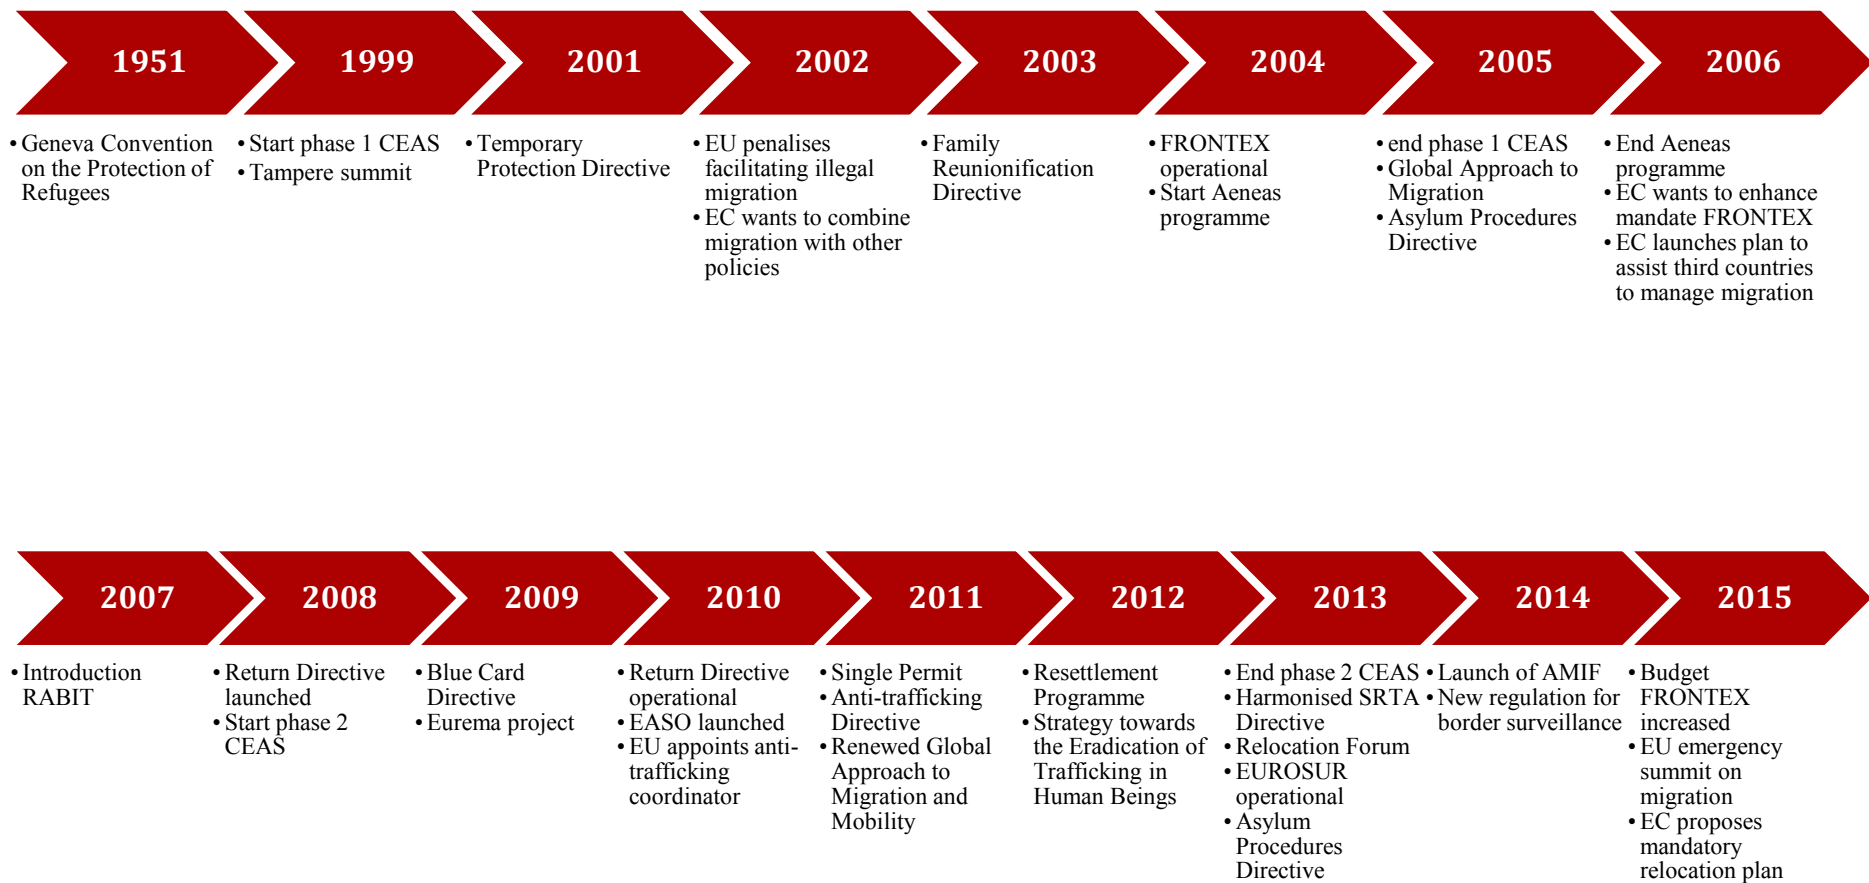 1951
1999
2001
2002
2003
2004
2005
2006
• Geneva Convention
on the Protection of
Refugees
• Start phase 1 CEAS
• Tampere summit
• Temporary
Protection Directive
• EU penalises
facilitating illegal
migration
• EC wants to combine
migration with other
policies
• Family
Reunionification
Directive
• FRONTEX
operational
• Start Aeneas
programme
• end phase 1 CEAS
• Global Approach to
Migration
• Asylum Procedures
Directive
• End Aeneas
programme
• EC wants to enhance
mandate FRONTEX
• EC launches plan to
assist third countries
to manage migration
2007
2008
2009
2010
2011
2012
2013
2014
2015
• Introduction
RABIT
• Return Directive
launched
• Start phase 2
CEAS
• Blue Card
Directive
• Eurema project
• Return Directive
operational
• EASO launched
• EU appoints anti-
trafficking
coordinator
• Single Permit
• Anti-trafficking
Directive
• Renewed Global
Approach to
Migration and
Mobility
• Resettlement
Programme
• Strategy towards
the Eradication of
Trafficking in
Human Beings
• End phase 2 CEAS
• Harmonised SRTA
Directive
• Relocation Forum
• EUROSUR
operational
• Asylum
Procedures
Directive
• Launch of AMIF
• New regulation for
border surveillance
• Budget
FRONTEX
increased
• EU emergency
summit on
migration
• EC proposes
mandatory
relocation plan